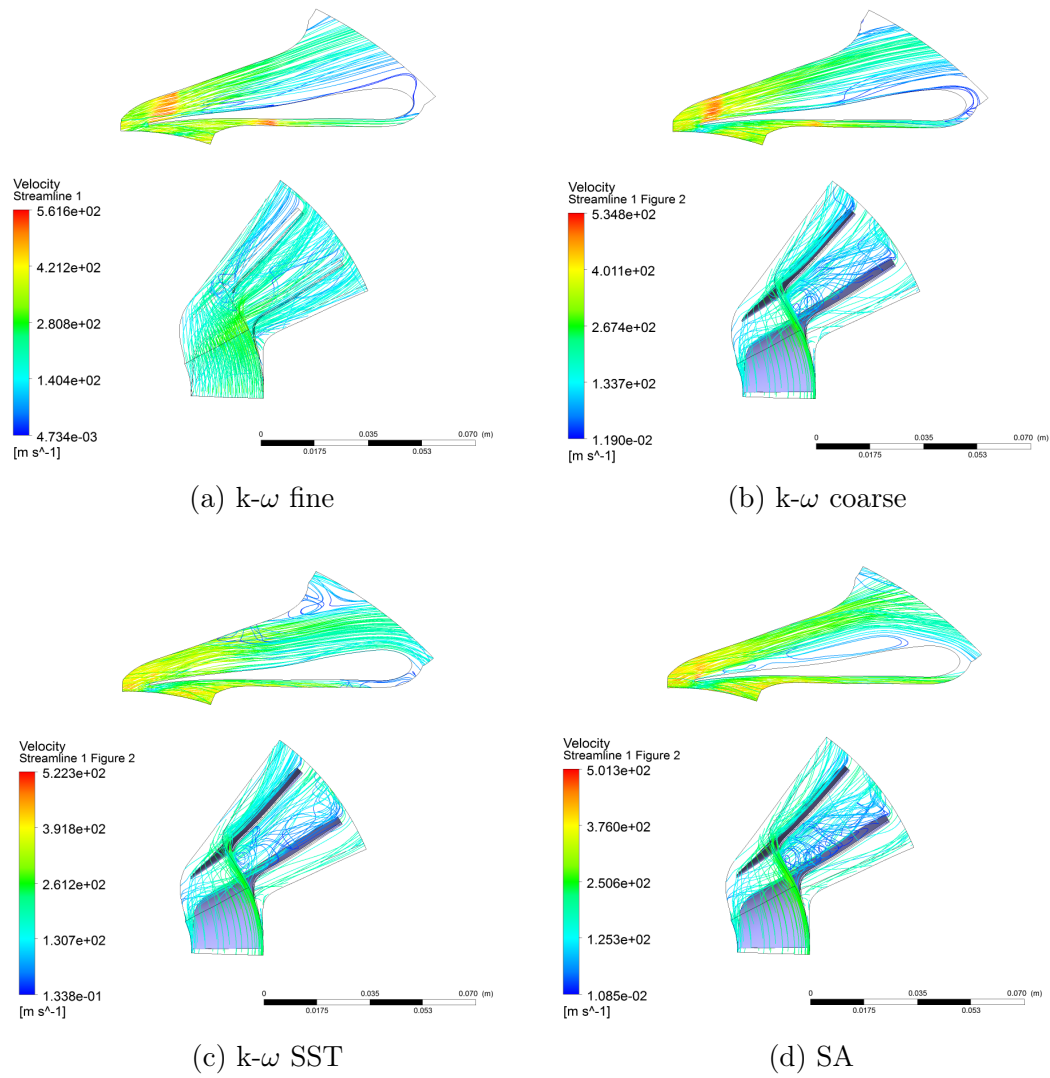 Velocity
Streamline 1
5.616e+02
4.212e+02
2.808e+02
1.404e+02
4.734e-03
[m s^-1]
0 0.035 0.070 (m)
0.0175 0.053
(a) k-ω fine
Velocity
Streamline 1 Figure 2
5.348e+02
4.011e+02
2.674e+02
1.337e+02
1.190e-02
[m s^-1]
0 0.035 0.070 (m)
0.0175 0.053
(b) k-ω coarse
Velocity
Streamline 1 Figure 2
5.223e+02
3.918e+02
2.612e+02
1.307e+02
1.338e-01
[m s^-1]
0 0.035 0.070 (m)
0.0175 0.053
(c) k-ω SST
Velocity
Streamline 1 Figure 2
5.013e+02
3.760e+02
2.506e+02
1.253e+02
1.085e-02
[m s^-1]
0 0.035 0.070 (m)
0.0175 0.053
(d) SA